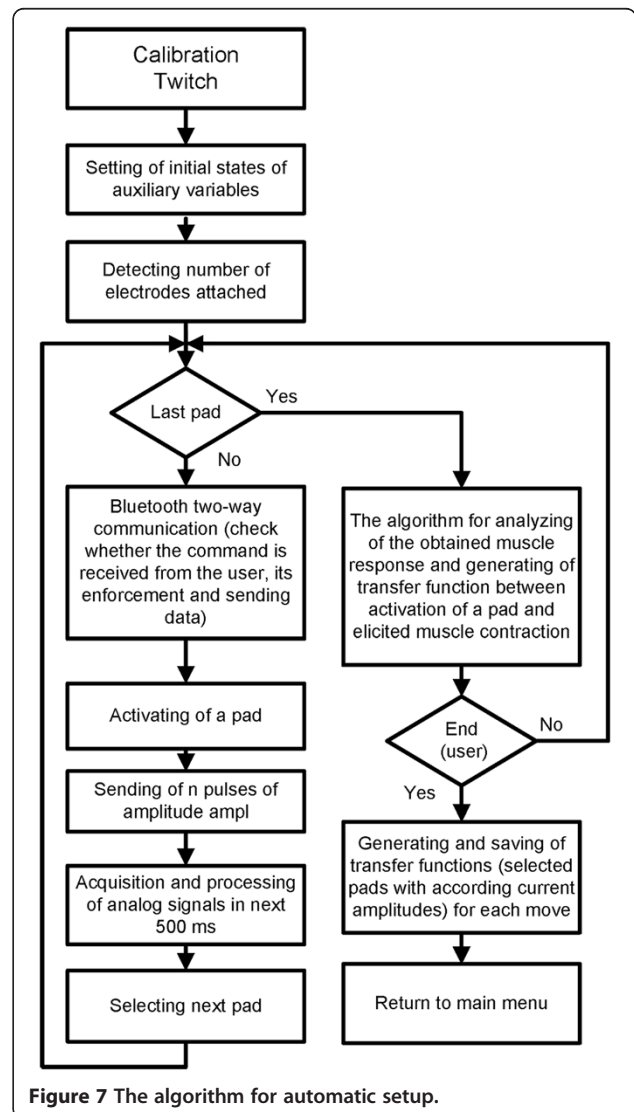 Calibration
Twitch
Setting of initial states of
auxiliary variables
Detecting number of
electrodes attached
Last pad
Yes
No
Bluetooth two-way
communication (check
whether the command is
received from the user, its
enforcement and sending
data)
Activating of a pad
Sending of n pulses of
amplitude ampl
Acquisition and processing
of analog signals in next
500 ms
Selecting next pad
The algorithm for analyzing
of the obtained muscle
response and generating of
transfer function between
activation of a pad and
elicited muscle contraction
End
(user)
No
Yes
Generating and saving of
transfer functions (selected
pads with according current
amplitudes) for each move
Return to main menu
Figure 7 The algorithm for automatic setup.